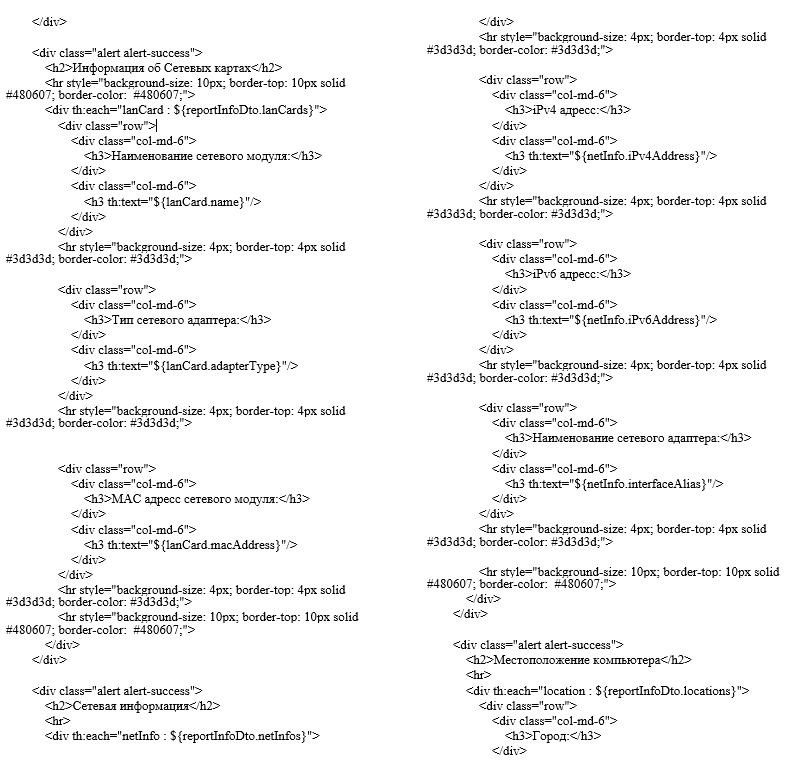 </div>
<div class="alert alert-success">
<h2>Информация об Сетевых картах</h2>
<hr style="background-size: 10px; border-top: 10px solid
#480607; border-color:  #480607;">
<div th:each="lanCard : ${reportInfoDto.lanCards}">
<div class="row">
<div class="col-md-6">
<h3>Наименование сетевого модуля:</h3>
</div>
<div class="col-md-6">
<h3 th:text="${lanCard.name}"/>
</div>
</div>
<hr style="background-size: 4px; border-top: 4px solid
#3d3d3d; border-color: #3d3d3d;">
<div class="row">
<div class="col-md-6">
<h3>Тип сетевого адаптера:</h3>
</div>
<div class="col-md-6">
<h3 th:text="${lanCard.adapterType}"/>
</div>
</div>
<hr style="background-size: 4px; border-top: 4px solid
#3d3d3d; border-color: #3d3d3d;">
<div class="row">
<div class="col-md-6">
<h3>MAC адресс сетевого модуля:</h3>
</div>
<div class="col-md-6">
<h3 th:text="${lanCard.macAddress}"/>
</div>
</div>
<hr style="background-size: 4px; border-top: 4px solid
#3d3d3d; border-color: #3d3d3d;">
<hr style="background-size: 10px; border-top: 10px solid
#480607; border-color:  #480607;">
</div>
</div>
<div class="alert alert-success">
<h2>Сетевая информация</h2>
<hr>
<div th:each="netInfo : ${reportInfoDto.netInfos}">
</div>
<hr style="background-size: 4px; border-top: 4px solid
#3d3d3d; border-color: #3d3d3d;">
<div class="row">
<div class="col-md-6">
<h3>iPv4 адресс:</h3>
</div>
<div class="col-md-6">
<h3 th:text="${netInfo.iPv4Address}"/>
</div>
</div>
<hr style="background-size: 4px; border-top: 4px solid
#3d3d3d; border-color: #3d3d3d;">
<div class="row">
<div class="col-md-6">
<h3>iPv6 адресс:</h3>
</div>
<div class="col-md-6">
<h3 th:text="${netInfo.iPv6Address}"/>
</div>
</div>
<hr style="background-size: 4px; border-top: 4px solid
#3d3d3d; border-color: #3d3d3d;">
<div class="row">
<div class="col-md-6">
<h3>Наименование сетевого адаптера:</h3>
</div>
<div class="col-md-6">
<h3 th:text="${netInfo.interfaceAlias}"/>
</div>
</div>
<hr style="background-size: 4px; border-top: 4px solid
#3d3d3d; border-color: #3d3d3d;">
<hr style="background-size: 10px; border-top: 10px solid
#480607; border-color:  #480607;">
</div>
</div>
<div class="alert alert-success">
<h2>Местоположение компьютера</h2>
<hr>
<div th:each="location : ${reportInfoDto.locations}">
<div class="row">
<div class="col-md-6">
<h3>Город:</h3>
</div>